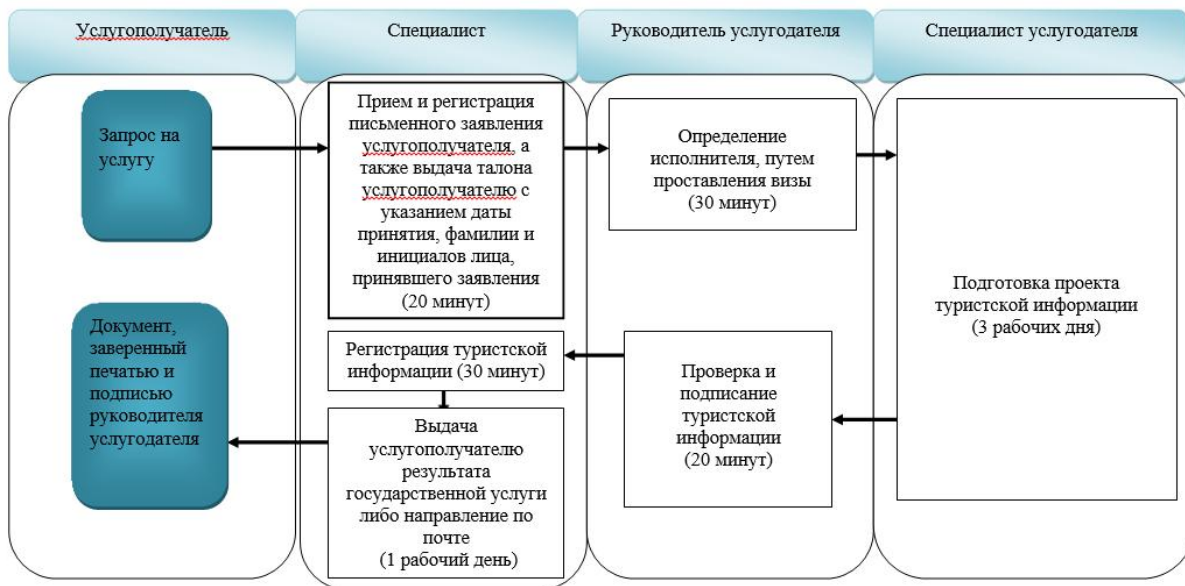 Услугополучатель
Специалист
Руководитель услугодателя
Специалист услугодателя
Запрос на
услугу
Прием и регистрация
письменного заявления
услугополучателя, а
также выдача талона
услугополучателю с
указанием даты
принятия, фамилии и
инициалов лица,
принявшего заявления
(20 минут)
Определение
исполнителя, путем
проставления визы
(30 минут)
Подготовка проекта
туристской информации
(3 рабочих дня)
Проверка и
подписание
туристской
информации
(20 минут)
Регистрация туристской
информации (30 минут)
Выдача
услугополучателю
результата
государственной услуги
либо направление по
почте
(1 рабочий день)
Документ,
заверенный
печатью и
подписью
руководителя
услугодателя